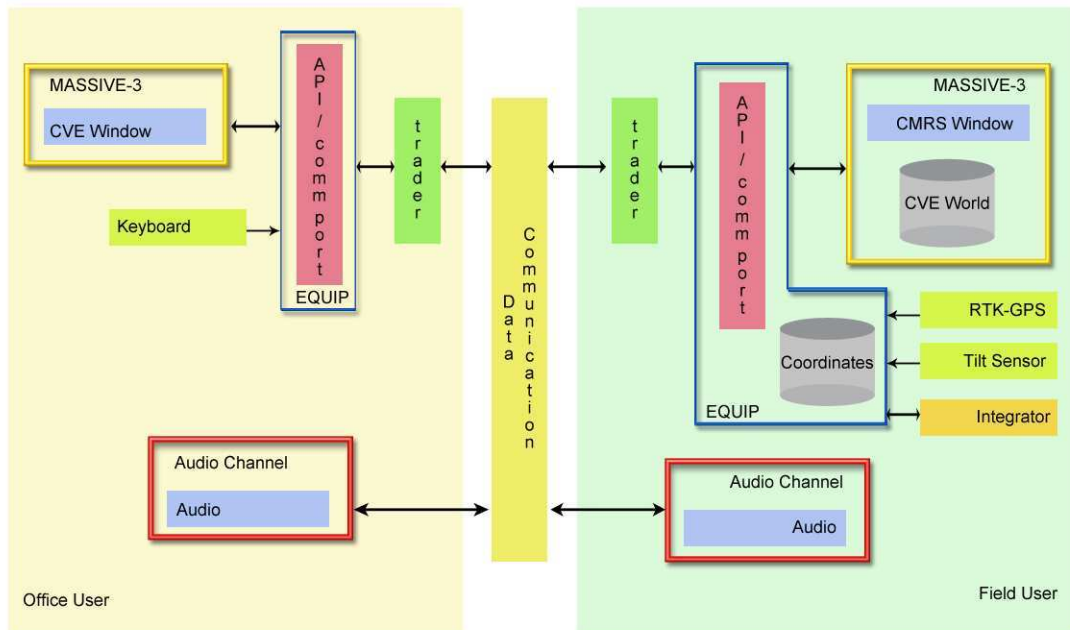 MASSIVE-3
CVE Window
Keyboard
API/comm port
EQUIP
trader
Data
Communication
trader
API/comm port
MASSIVE-3
CMRS Window
CVE World
Coordinates
EQUIP
RTK-GPS
Tilt Sensor
Integrator
Audio Channel
Audio
Audio Channel
Audio
Office User
Field User